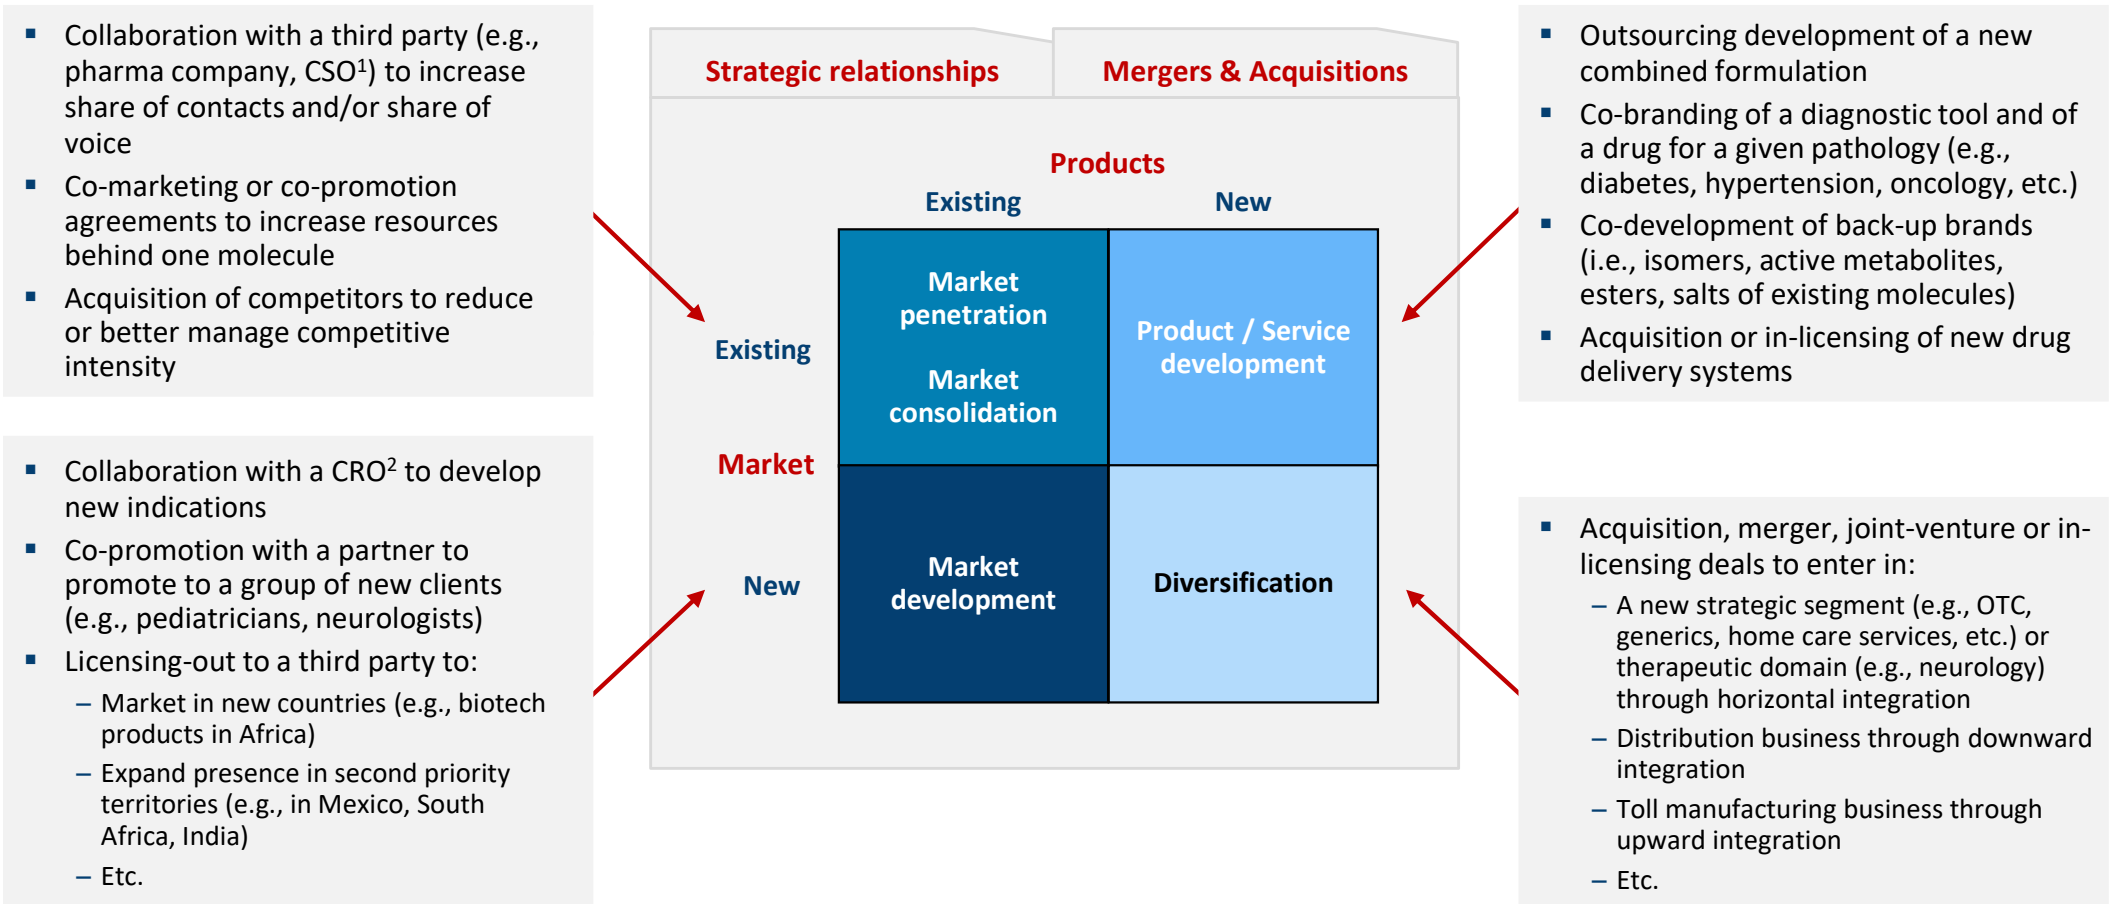 ▪ Collaboration with a third party (e.g.,
pharma company, CSO¹) to increase
share of contacts and/or share of
voice
▪ Co-marketing or co-promotion
agreements to increase resources
behind one molecule
▪ Acquisition of competitors to reduce
or better manage competitive
intensity
▪ Collaboration with a CRO² to develop
new indications
▪ Co-promotion with a partner to
promote to a group of new clients
(e.g., pediatricians, neurologists)
▪ Licensing-out to a third party to:
– Market in new countries (e.g., biotech
products in Africa)
– Expand presence in second priority
territories (e.g., in Mexico, South
Africa, India)
– Etc.
Strategic relationships
Mergers & Acquisitions
Products
Existing
New
Market
Existing
New
Market
penetration
Market
consolidation
Product / Service
development
Market
development
Diversification
▪ Outsourcing development of a new
combined formulation
▪ Co-branding of a diagnostic tool and of
a drug for a given pathology (e.g.,
diabetes, hypertension, oncology, etc.)
▪ Co-development of back-up brands
(i.e., isomers, active metabolites,
esters, salts of existing molecules)
▪ Acquisition or in-licensing of new drug
delivery systems
▪ Acquisition, merger, joint-venture or in-
licensing deals to enter in:
– A new strategic segment (e.g., OTC,
generics, home care services, etc.) or
therapeutic domain (e.g., neurology)
through horizontal integration
– Distribution business through downward
integration
– Toll manufacturing business through
upward integration
– Etc.